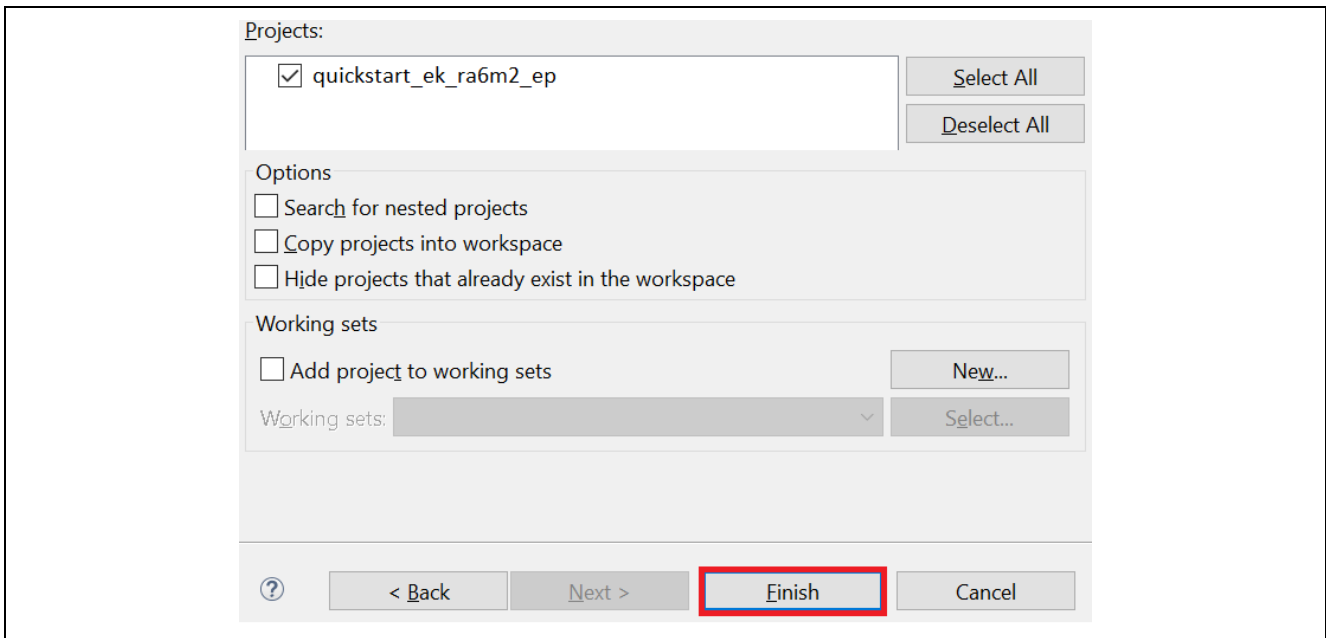 Projects:
quickstart_ek_ra6m2_ep
Select All
Deselect All
Options
Search for nested projects
Copy projects into workspace
Hide projects that already exist in the workspace
Working sets
Add project to working sets
New...
Working sets:
Select...
?
< Back
Next >
Finish
Cancel